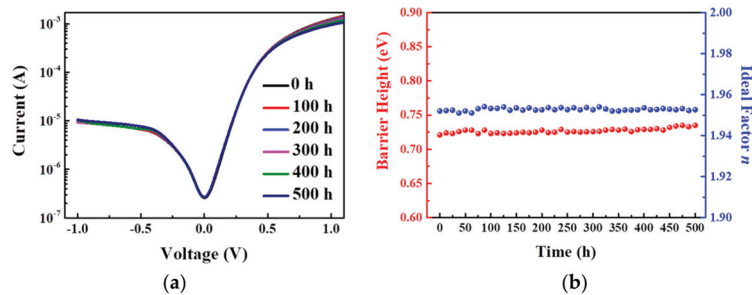 10⁻³
10⁻⁴
10⁻⁵
10⁻⁶
10⁻⁷
Current (A)
0 h
100 h
200 h
300 h
400 h
500 h
-1.0 -0.5 0.0 0.5 1.0
Voltage (V)
(a)
0.90
0.85
0.80
0.75
0.70
0.65
0.60
Barrier Height (eV)
2.00
1.98
1.96
1.94
1.92
1.90
Ideal Factor n
0 50 100 150 200 250 300 350 400 450 500
Time (h)
(b)